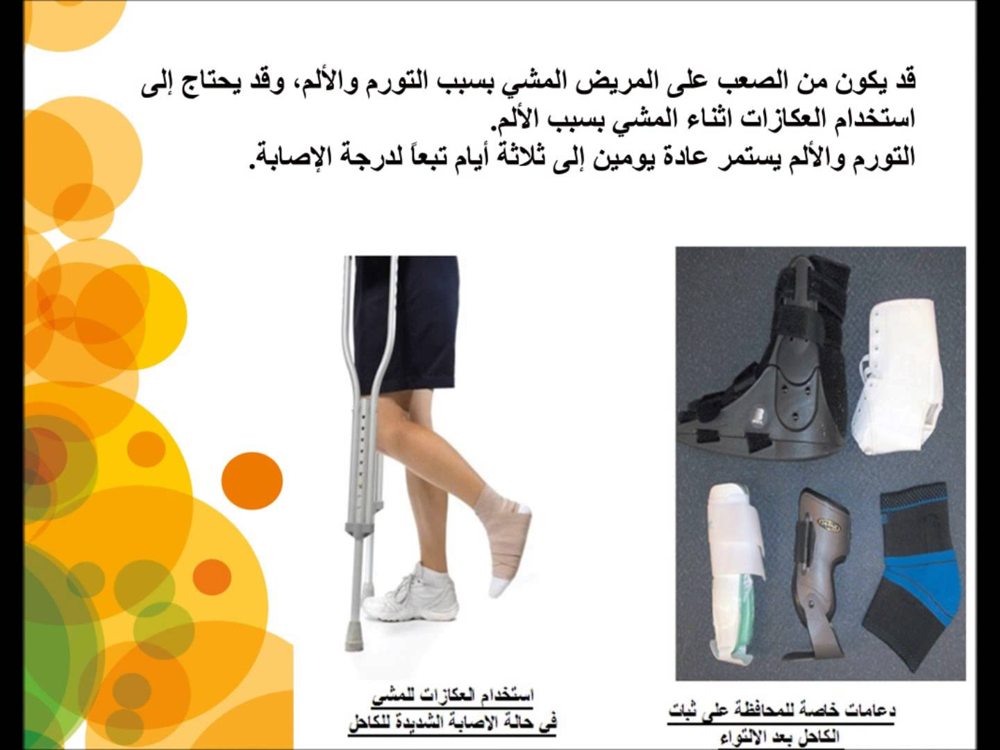 قد يكون من الصعب على المريض المشي بسبب التورم والألم، وقد يحتاج إلى
استخدام العكازات اثناء المشي بسبب الألم.
التورم والألم يستمر عادة يومين إلى ثلاثة أيام تبعاً لدرجة الإصابة.
استخدام العكازات للمشي
في حالة الاصابة الشديدة للكاحل
دعامات خاصة للمحافظة على ثبات
الكاحل بعد الالتواء